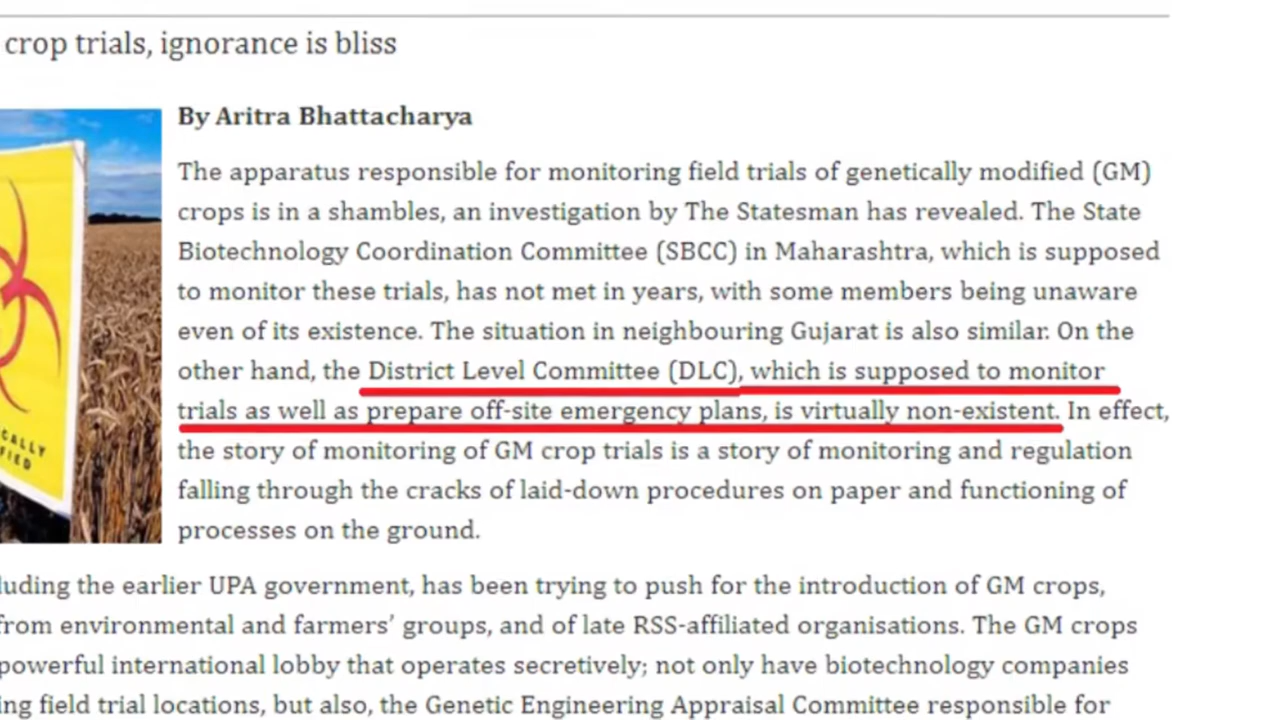 crop trials, ignorance is bliss
By Aritra Bhattacharya
The apparatus responsible for monitoring field trials of genetically modified (GM)
crops is in a shambles, an investigation by The Statesman has revealed. The State
Biotechnology Coordination Committee (SBCC) in Maharashtra, which is supposed
to monitor these trials, has not met in years, with some members being unaware
even of its existence. The situation in neighbouring Gujarat is also similar. On the
other hand, the District Level Committee (DLC), which is supposed to monitor
trials as well as prepare off-site emergency plans, is virtually non-existent. In effect,
the story of monitoring of GM crop trials is a story of monitoring and regulation
falling through the cracks of laid-down procedures on paper and functioning of
processes on the ground.
luding the earlier UPA government, has been trying to push for the introduction of GM crops,
from environmental and farmers' groups, and of late RSS-affiliated organisations. The GM crops
powerful international lobby that operates secretively; not only have biotechnology companies
ing field trial locations, but also, the Genetic Engineering Appraisal Committee responsible for
CALLY
FIED